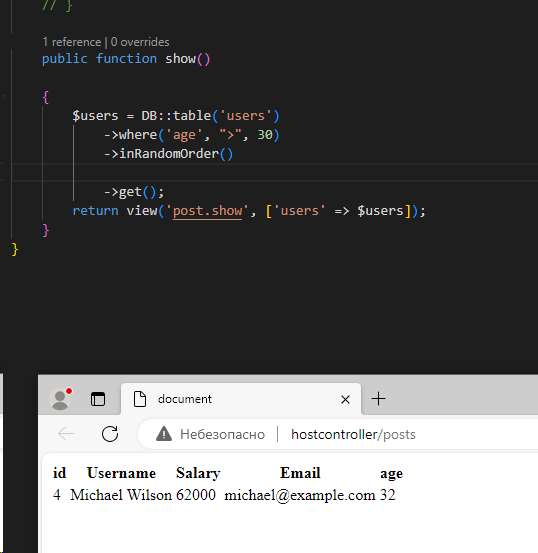 // }
1 reference | 0 overrides
public function show()
{
$users = DB::table('users')
->where('age', ">", 30)
->inRandomOrder()
->get();
return view('post.show', ['users' => $users]);
}
}
document
Небезопасно hostcontroller/posts
id Username Salary Email age
4 Michael Wilson 62000 michael@example.com 32